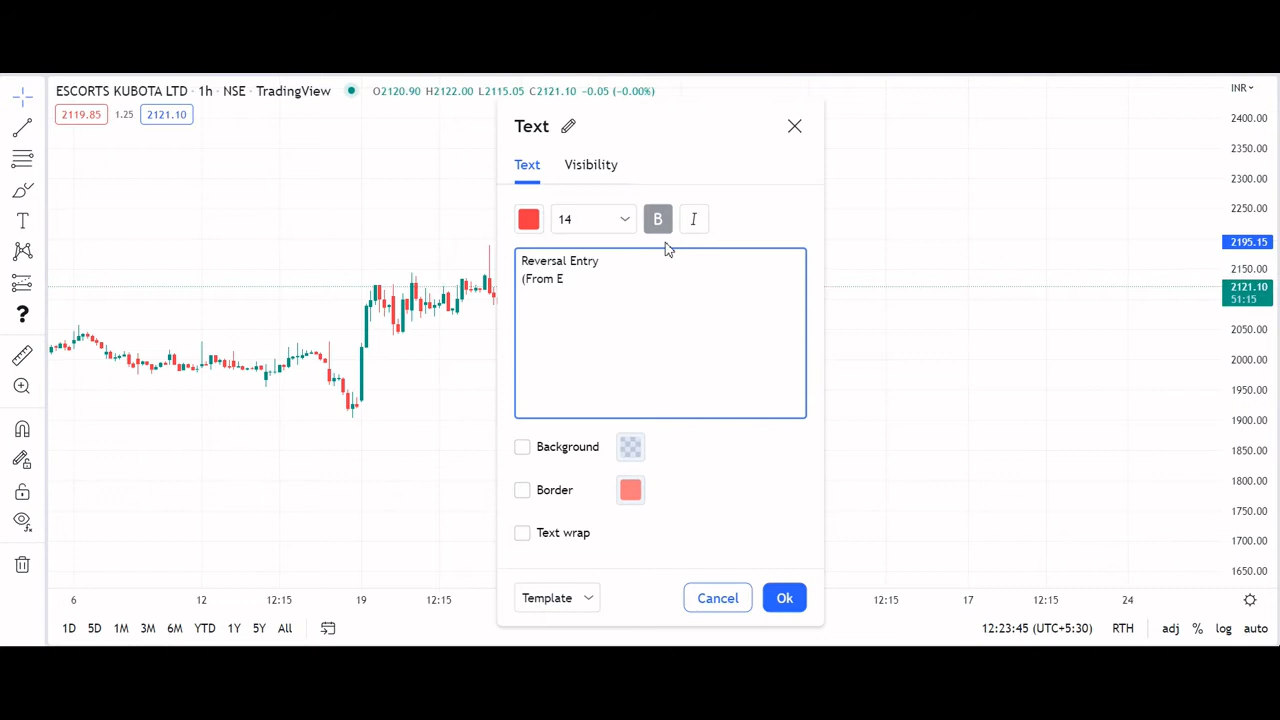 ESCORTS KUBOTA LTD · 1h · NSE · TradingView
O2120.90 H2122.00 L2115.05 C2121.10 −0.05 (−0.00%)
INR
2119.85 1.25 2121.10
Text
Text Visibility
14 B I
Reversal Entry
(From E
Background
Border
Text wrap
Template Cancel Ok
2400.00
2350.00
2300.00
2250.00
2195.15
2150.00
2121.10
51:15
2050.00
2000.00
1950.00
1900.00
1850.00
1800.00
1750.00
1700.00
1650.00
6 12 12:15 19 12:15 12:15 17 12:15 24
1D 5D 1M 3M 6M YTD 1Y 5Y All 12:23:45 (UTC+5:30) RTH adj % log auto